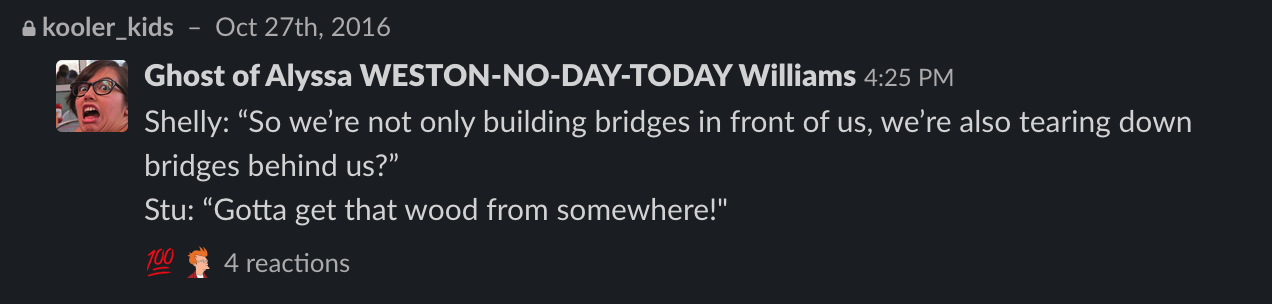 kooler_kids – Oct 27th, 2016
Ghost of Alyssa WESTON-NO-DAY-TODAY Williams 4:25 PM
Shelly: “So we’re not only building bridges in front of us, we’re also tearing down
bridges behind us?”
Stu: “Gotta get that wood from somewhere!"
💯 4 reactions